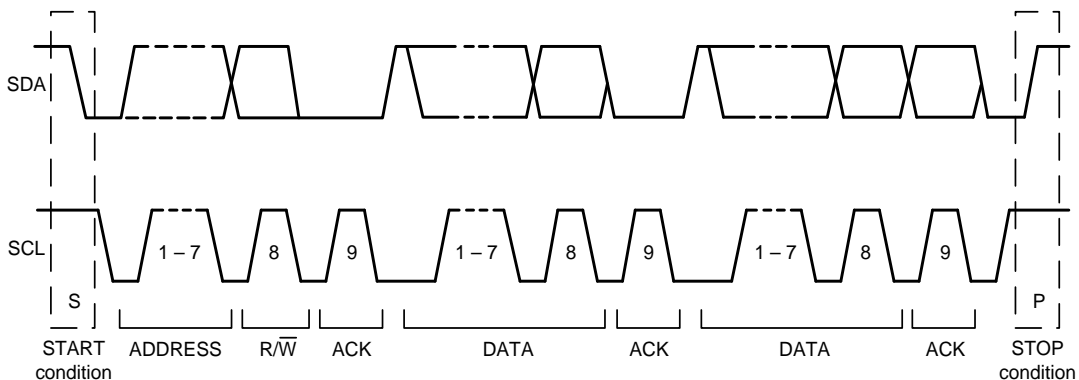 SDA
SCL
1 – 7 8 9 1 – 7 8 9 1 – 7 8 9
S P
START condition ADDRESS R/W̅ ACK DATA ACK DATA ACK STOP condition